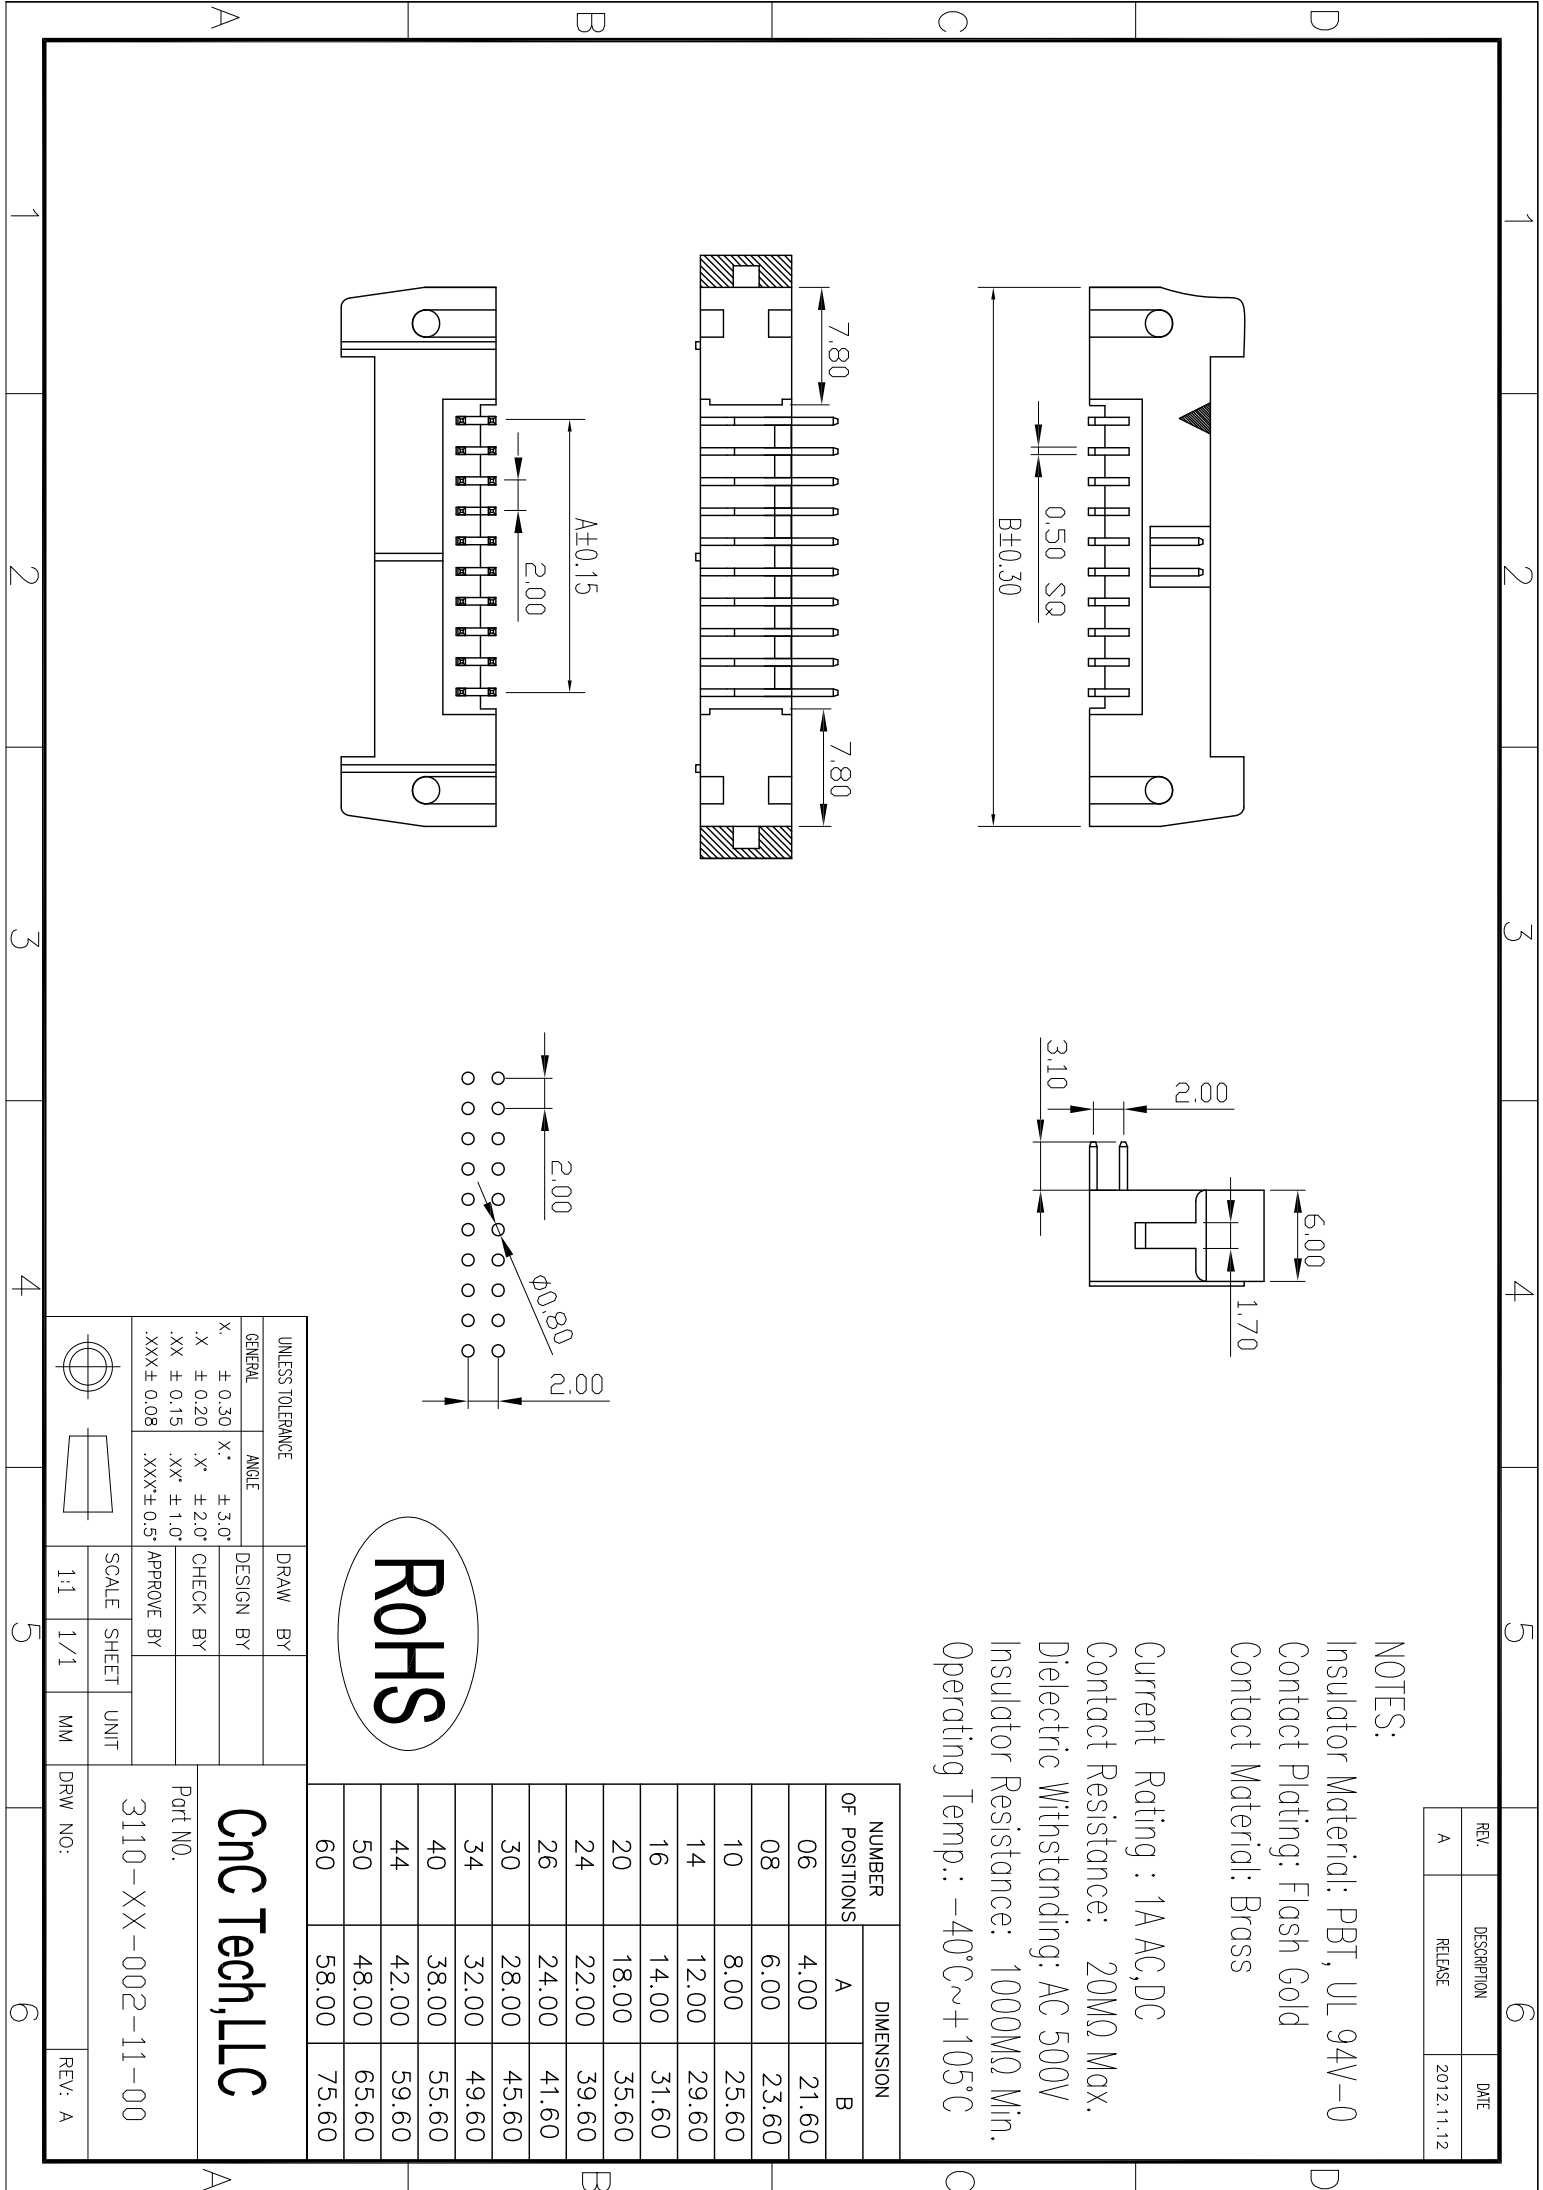 1
2
3
4
5
6
1
2
3
4
5
6
D
C
B
A
D
C
B
A
REV.
DESCRIPTION
DATE
A
RELEASE
2012.11.12
NOTES:
Insulator Material: PBT, UL 94V-0
Contact Plating: Flash Gold
Contact Material: Brass
Current Rating : 1A AC,DC
Contact Resistance: 20MΩ Max.
Dielectric Withstanding: AC 500V
Insulator Resistance: 1000MΩ Min.
Operating Temp.: -40°C~+105°C
0.50 SQ
B±0.30
7.80
7.80
A±0.15
2.00
6.00
1.70
2.00
3.10
2.00
Ø0.80
2.00
NUMBER
OF POSITIONS
DIMENSION
A B
06 4.00 21.60
08 6.00 23.60
10 8.00 25.60
14 12.00 29.60
16 14.00 31.60
20 18.00 35.60
24 22.00 39.60
26 24.00 41.60
30 28.00 45.60
34 32.00 49.60
40 38.00 55.60
44 42.00 59.60
50 48.00 65.60
60 58.00 75.60
RoHS
UNLESS TOLERANCE
GENERAL ANGLE
X. ± 0.30 X.° ± 3.0°
.X ± 0.20 .X° ± 2.0°
.XX ± 0.15 .XX° ± 1.0°
.XXX± 0.08 .XXX°± 0.5°
DRAW BY
DESIGN BY
CHECK BY
APPROVE BY
SCALE SHEET UNIT
1:1 1/1 MM
CnC Tech,LLC
Part NO.
3110-XX-002-11-00
DRW NO:
REV: A